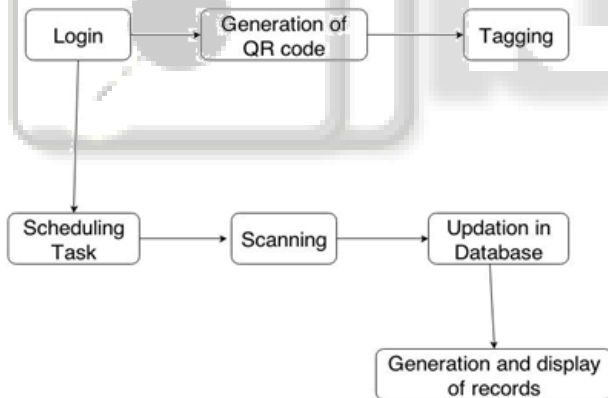 Login
Generation of
QR code
Tagging
Scheduling
Task
Scanning
Updation in
Database
Generation and display
of records